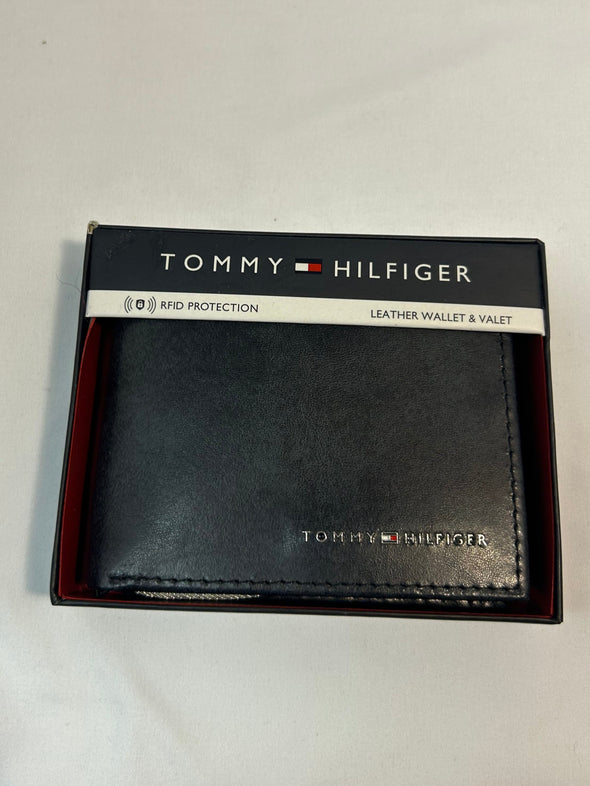 TOMMY HILFIGER
RFID PROTECTION
LEATHER WALLET & VALET
TOMMY HILFIGER